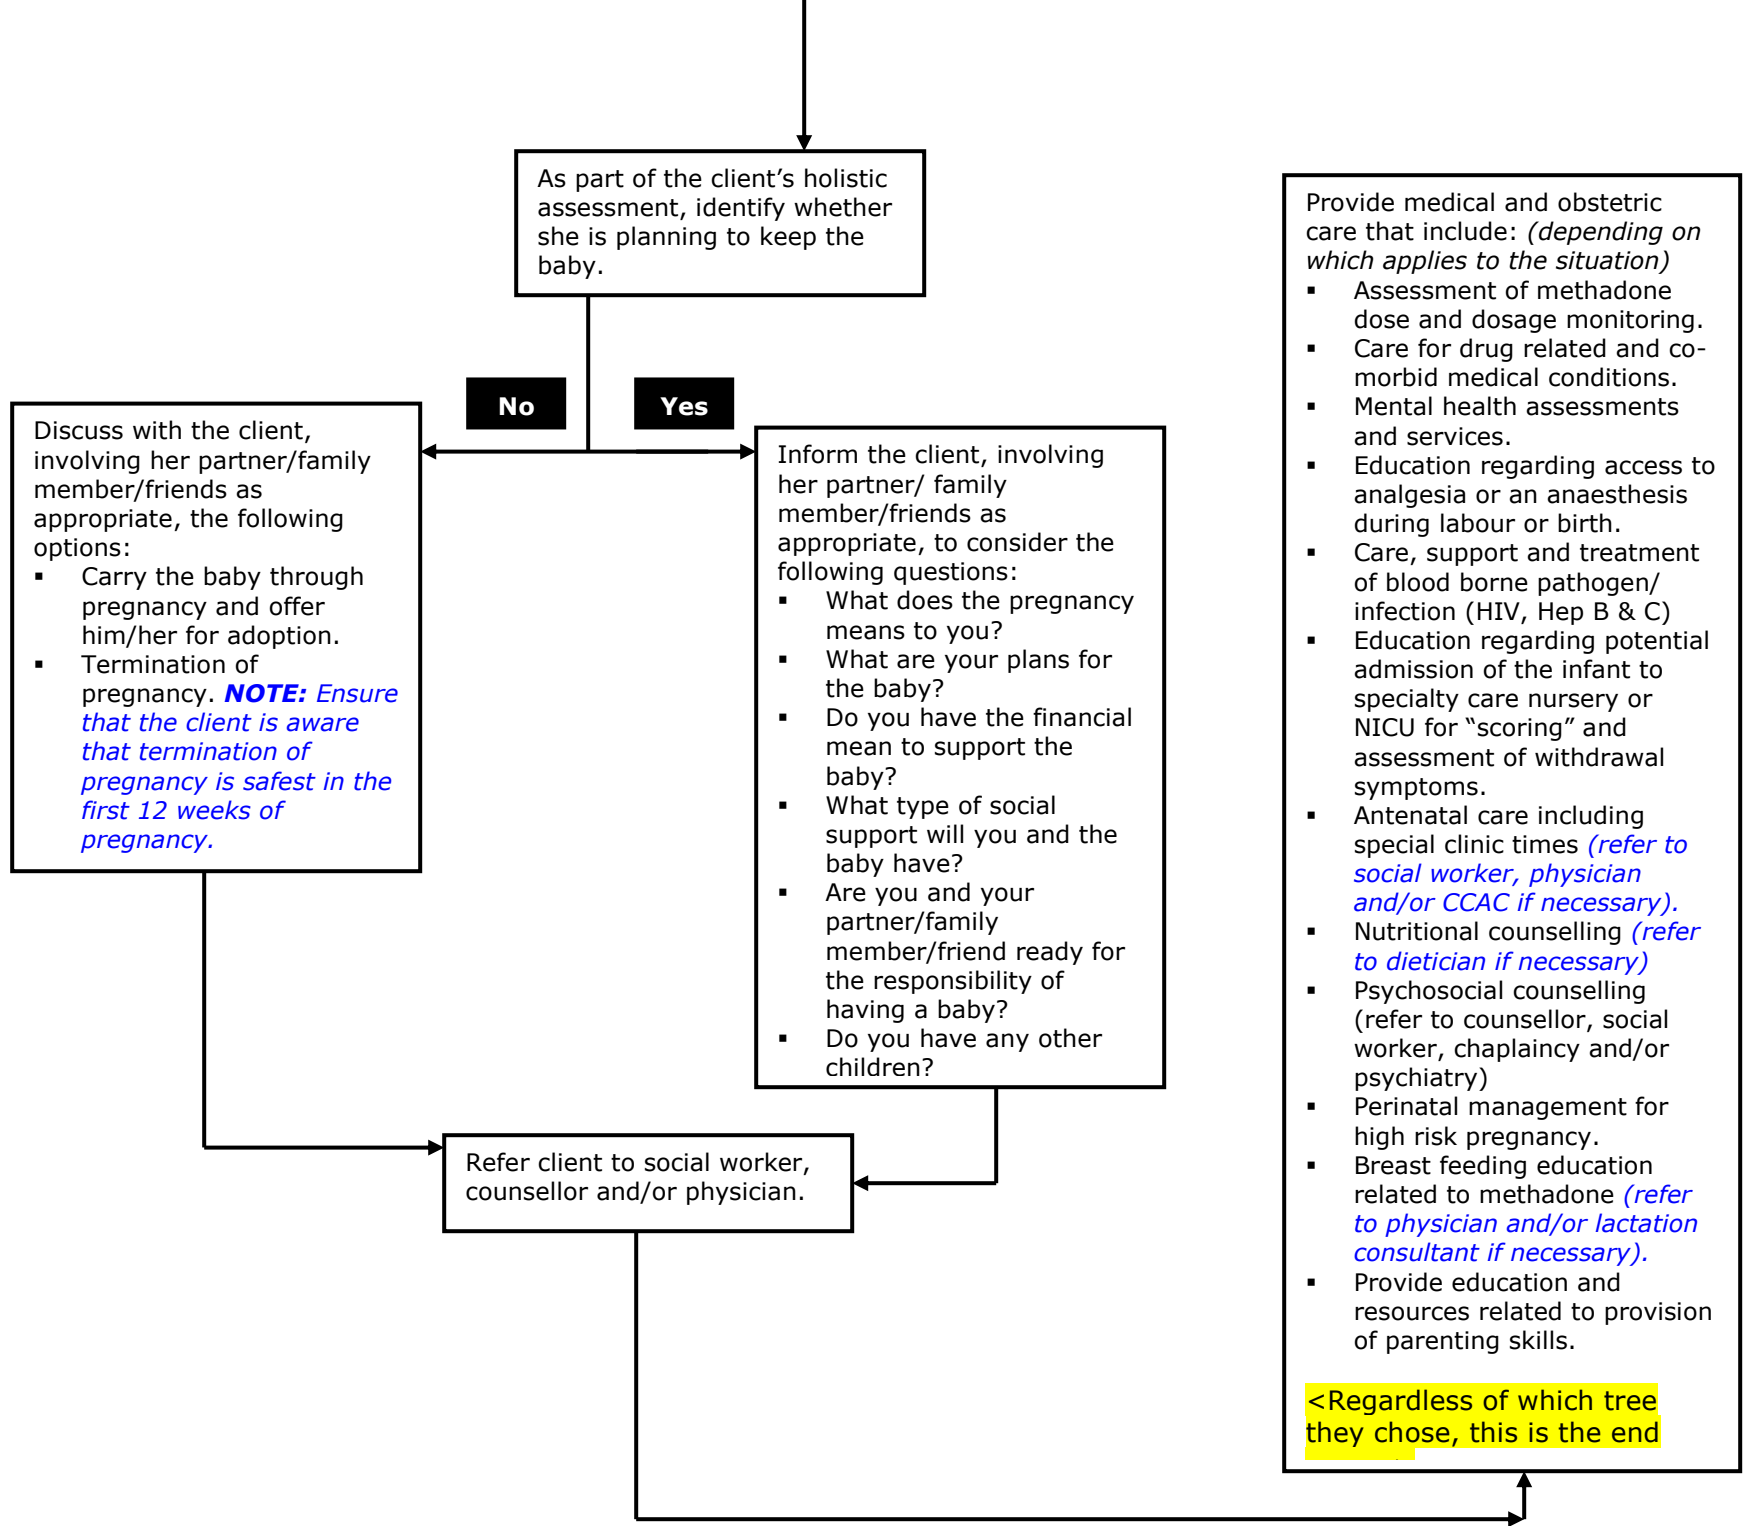 As part of the client's holistic
assessment, identify whether
she is planning to keep the
baby.
No
Yes
Discuss with the client,
involving her partner/family
member/friends as
appropriate, the following
options:
▪ Carry the baby through
pregnancy and offer
him/her for adoption.
▪ Termination of
pregnancy. NOTE: Ensure
that the client is aware
that termination of
pregnancy is safest in the
first 12 weeks of
pregnancy.
Inform the client, involving
her partner/ family
member/friends as
appropriate, to consider the
following questions:
▪ What does the pregnancy
means to you?
▪ What are your plans for
the baby?
▪ Do you have the financial
mean to support the
baby?
▪ What type of social
support will you and the
baby have?
▪ Are you and your
partner/family
member/friend ready for
the responsibility of
having a baby?
▪ Do you have any other
children?
Refer client to social worker,
counsellor and/or physician.
Provide medical and obstetric
care that include: (depending on
which applies to the situation)
▪ Assessment of methadone
dose and dosage monitoring.
▪ Care for drug related and co-
morbid medical conditions.
▪ Mental health assessments
and services.
▪ Education regarding access to
analgesia or an anaesthesis
during labour or birth.
▪ Care, support and treatment
of blood borne pathogen/
infection (HIV, Hep B & C)
▪ Education regarding potential
admission of the infant to
specialty care nursery or
NICU for “scoring” and
assessment of withdrawal
symptoms.
▪ Antenatal care including
special clinic times (refer to
social worker, physician
and/or CCAC if necessary).
▪ Nutritional counselling (refer
to dietician if necessary)
▪ Psychosocial counselling
(refer to counsellor, social
worker, chaplaincy and/or
psychiatry)
▪ Perinatal management for
high risk pregnancy.
▪ Breast feeding education
related to methadone (refer
to physician and/or lactation
consultant if necessary).
▪ Provide education and
resources related to provision
of parenting skills.
<Regardless of which tree
they chose, this is the end